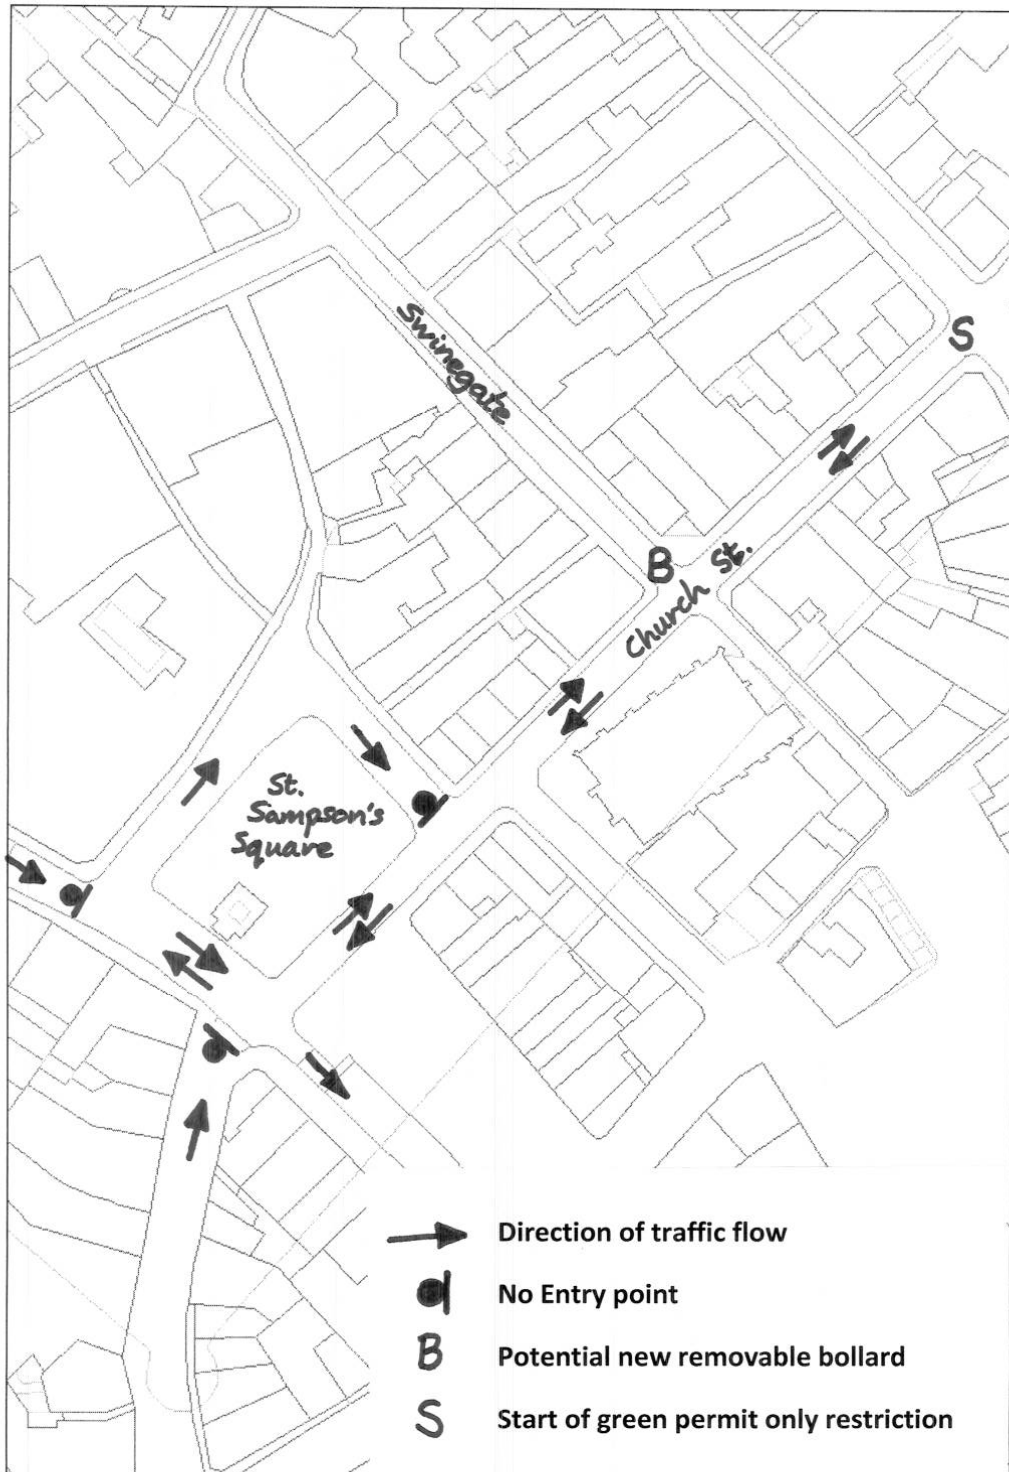 Swinegate
S
B
Church St.
St.
Sampson's
Square
Direction of traffic flow
No Entry point
B Potential new removable bollard
S Start of green permit only restriction